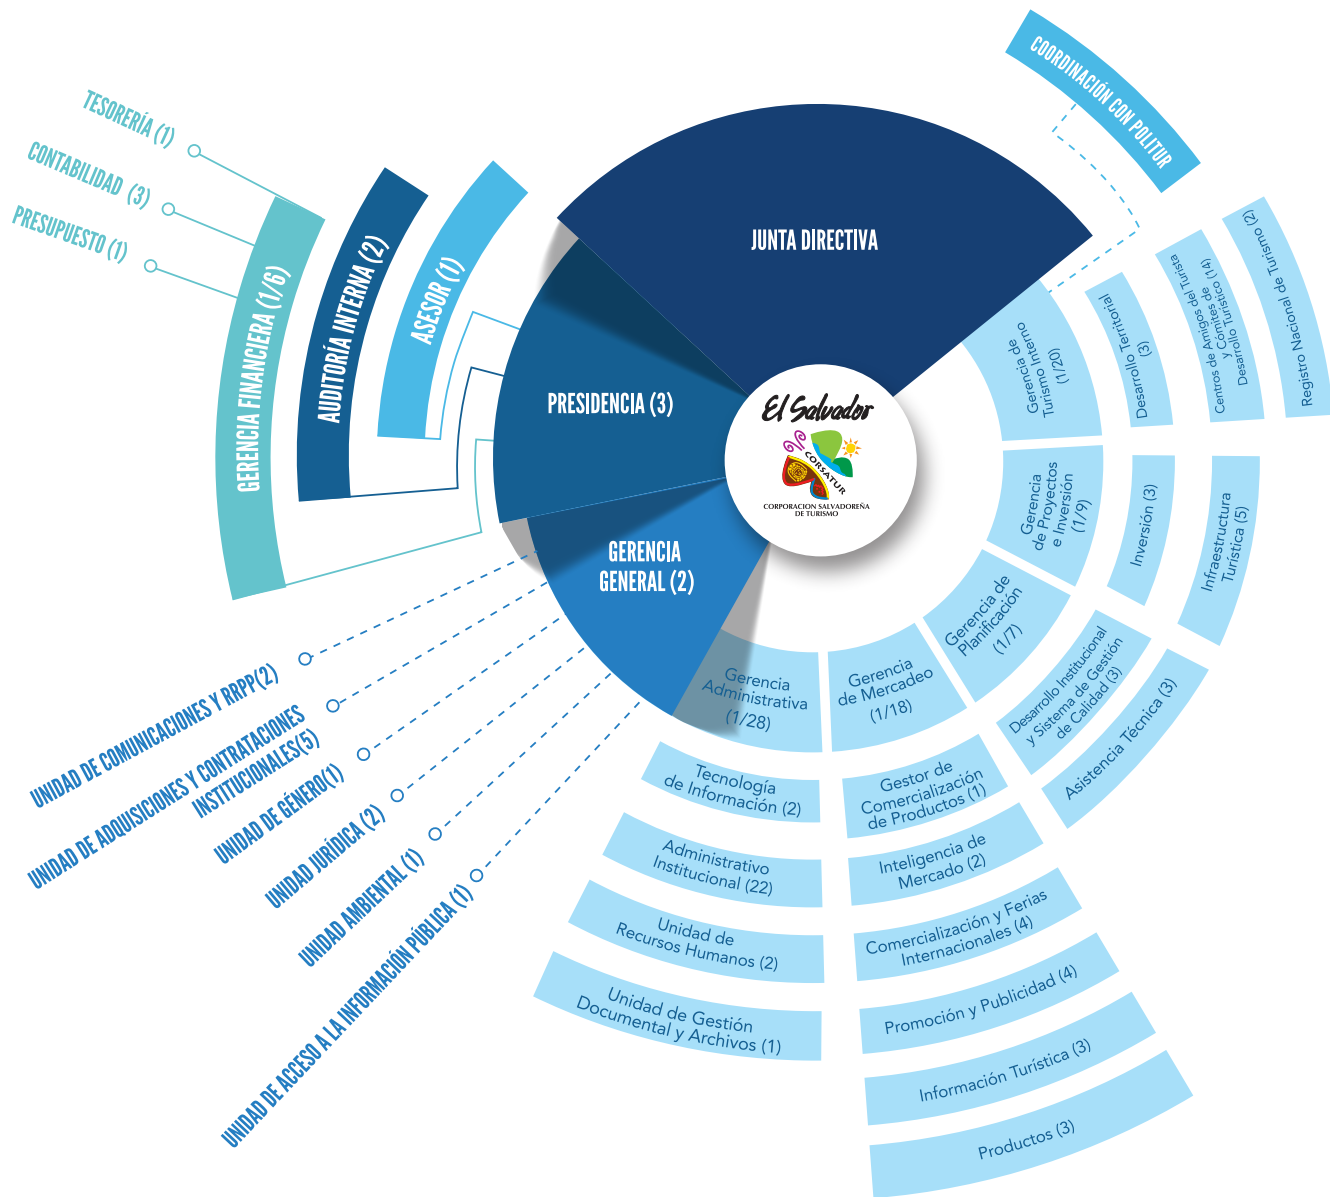 COORDINACIÓN CON POLITUR
TESORERÍA (1)
CONTABILIDAD (3)
PRESUPUESTO (1)
GERENCIA FINANCIERA (1/6)
AUDITORÍA INTERNA (2)
ASESOR (1)
JUNTA DIRECTIVA
PRESIDENCIA (3)
GERENCIA
GENERAL (2)
El Salvador
CORSATUR
CORPORACION SALVADOREÑA
DE TURISMO
Gerencia de
Turismo Interno
(1/20)
Desarrollo Territorial
(3)
Centros de Amigos del Turista
y Cómites de
Desarrollo Turístico (14)
Registro Nacional de Turismo (2)
Gerencia
de Proyectos
e Inversión
(1/9)
Inversión (3)
Infraestructura
Turística (5)
Gerencia de
Planificación
(1/7)
Desarrollo Institucional
y Sistema de Gestión
de Calidad (3)
Asistencia Técnica (3)
Gerencia
de Mercadeo
(1/18)
Gestor de
Comercialización
de Productos (1)
Inteligencia de
Mercado (2)
Comercialización y Ferias
Internacionales (4)
Promoción y Publicidad (4)
Información Turística (3)
Productos (3)
Gerencia
Administrativa
(1/28)
Tecnología
de Información (2)
Administrativo
Institucional (22)
Unidad de
Recursos Humanos (2)
Unidad de Gestión
Documental y Archivos (1)
UNIDAD DE COMUNICACIONES Y RRPP(2)
UNIDAD DE ADQUISICIONES Y CONTRATACIONES
INSTITUCIONALES(5)
UNIDAD DE GÉNERO(1)
UNIDAD JURÍDICA (2)
UNIDAD AMBIENTAL (1)
UNIDAD DE ACCESO A LA INFORMACIÓN PÚBLICA (1)